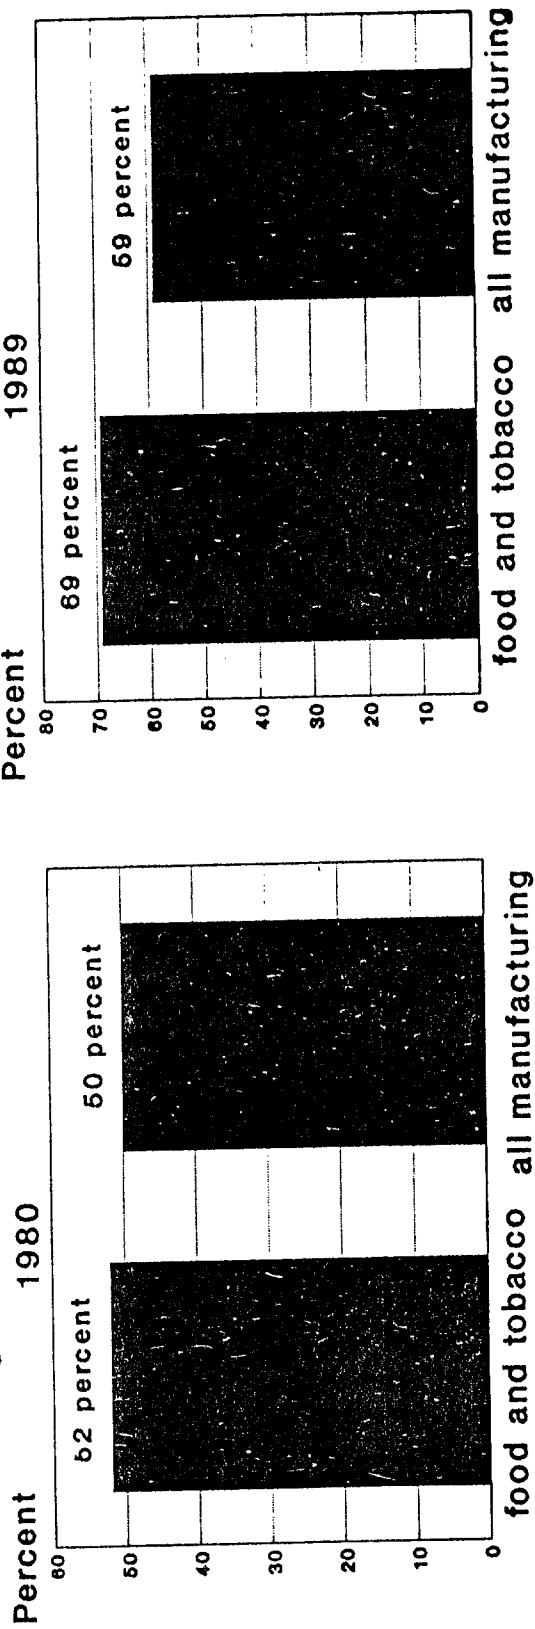 Percent
1980
60
50
40
30
20
10
0
52 percent
50 percent
food and tobacco
all manufacturing
Percent
1989
80
70
60
50
40
30
20
10
0
69 percent
59 percent
food and tobacco
all manufacturing